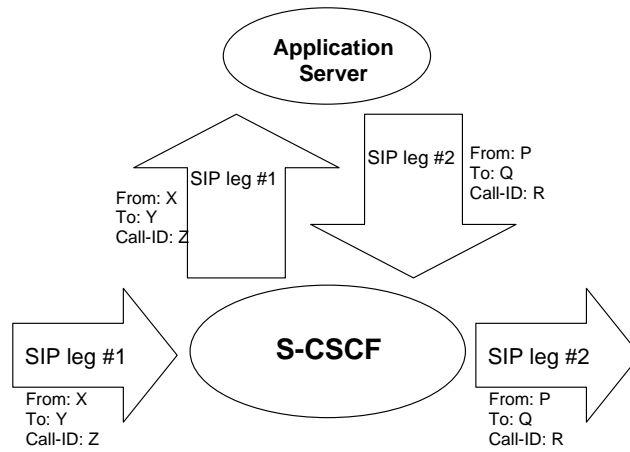 Application
Server
SIP leg #1
From: X
To: Y
Call-ID: Z
SIP leg #2
From: P
To: Q
Call-ID: R
SIP leg #1
From: X
To: Y
Call-ID: Z
S-CSCF
SIP leg #2
From: P
To: Q
Call-ID: R